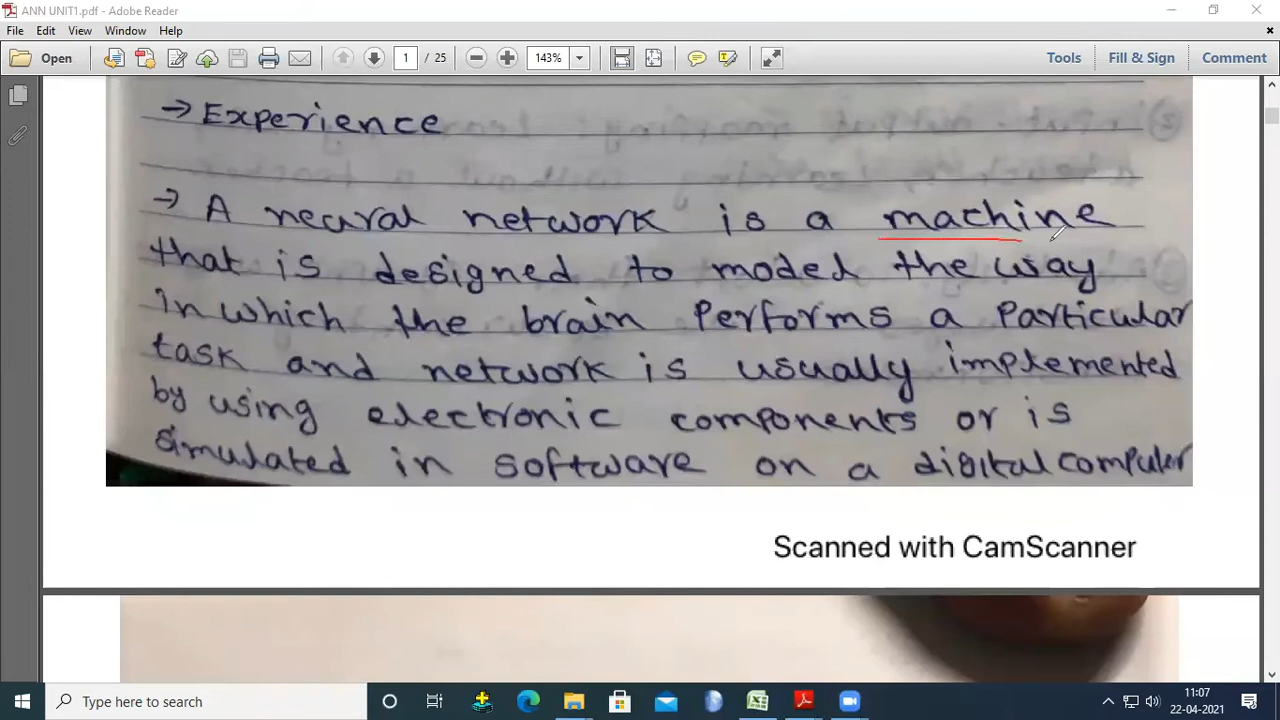 ANN UNIT1.pdf - Adobe Reader
File Edit View Window Help
Open 1 / 25 143% Tools Fill & Sign Comment
→ Experience
→ A neural network is a machine
that is designed to model the way
in which the brain performs a particular
task and network is usually implemented
by using electronic components or is
simulated in software on a digital computer
Scanned with CamScanner
Type here to search
11:07
22-04-2021